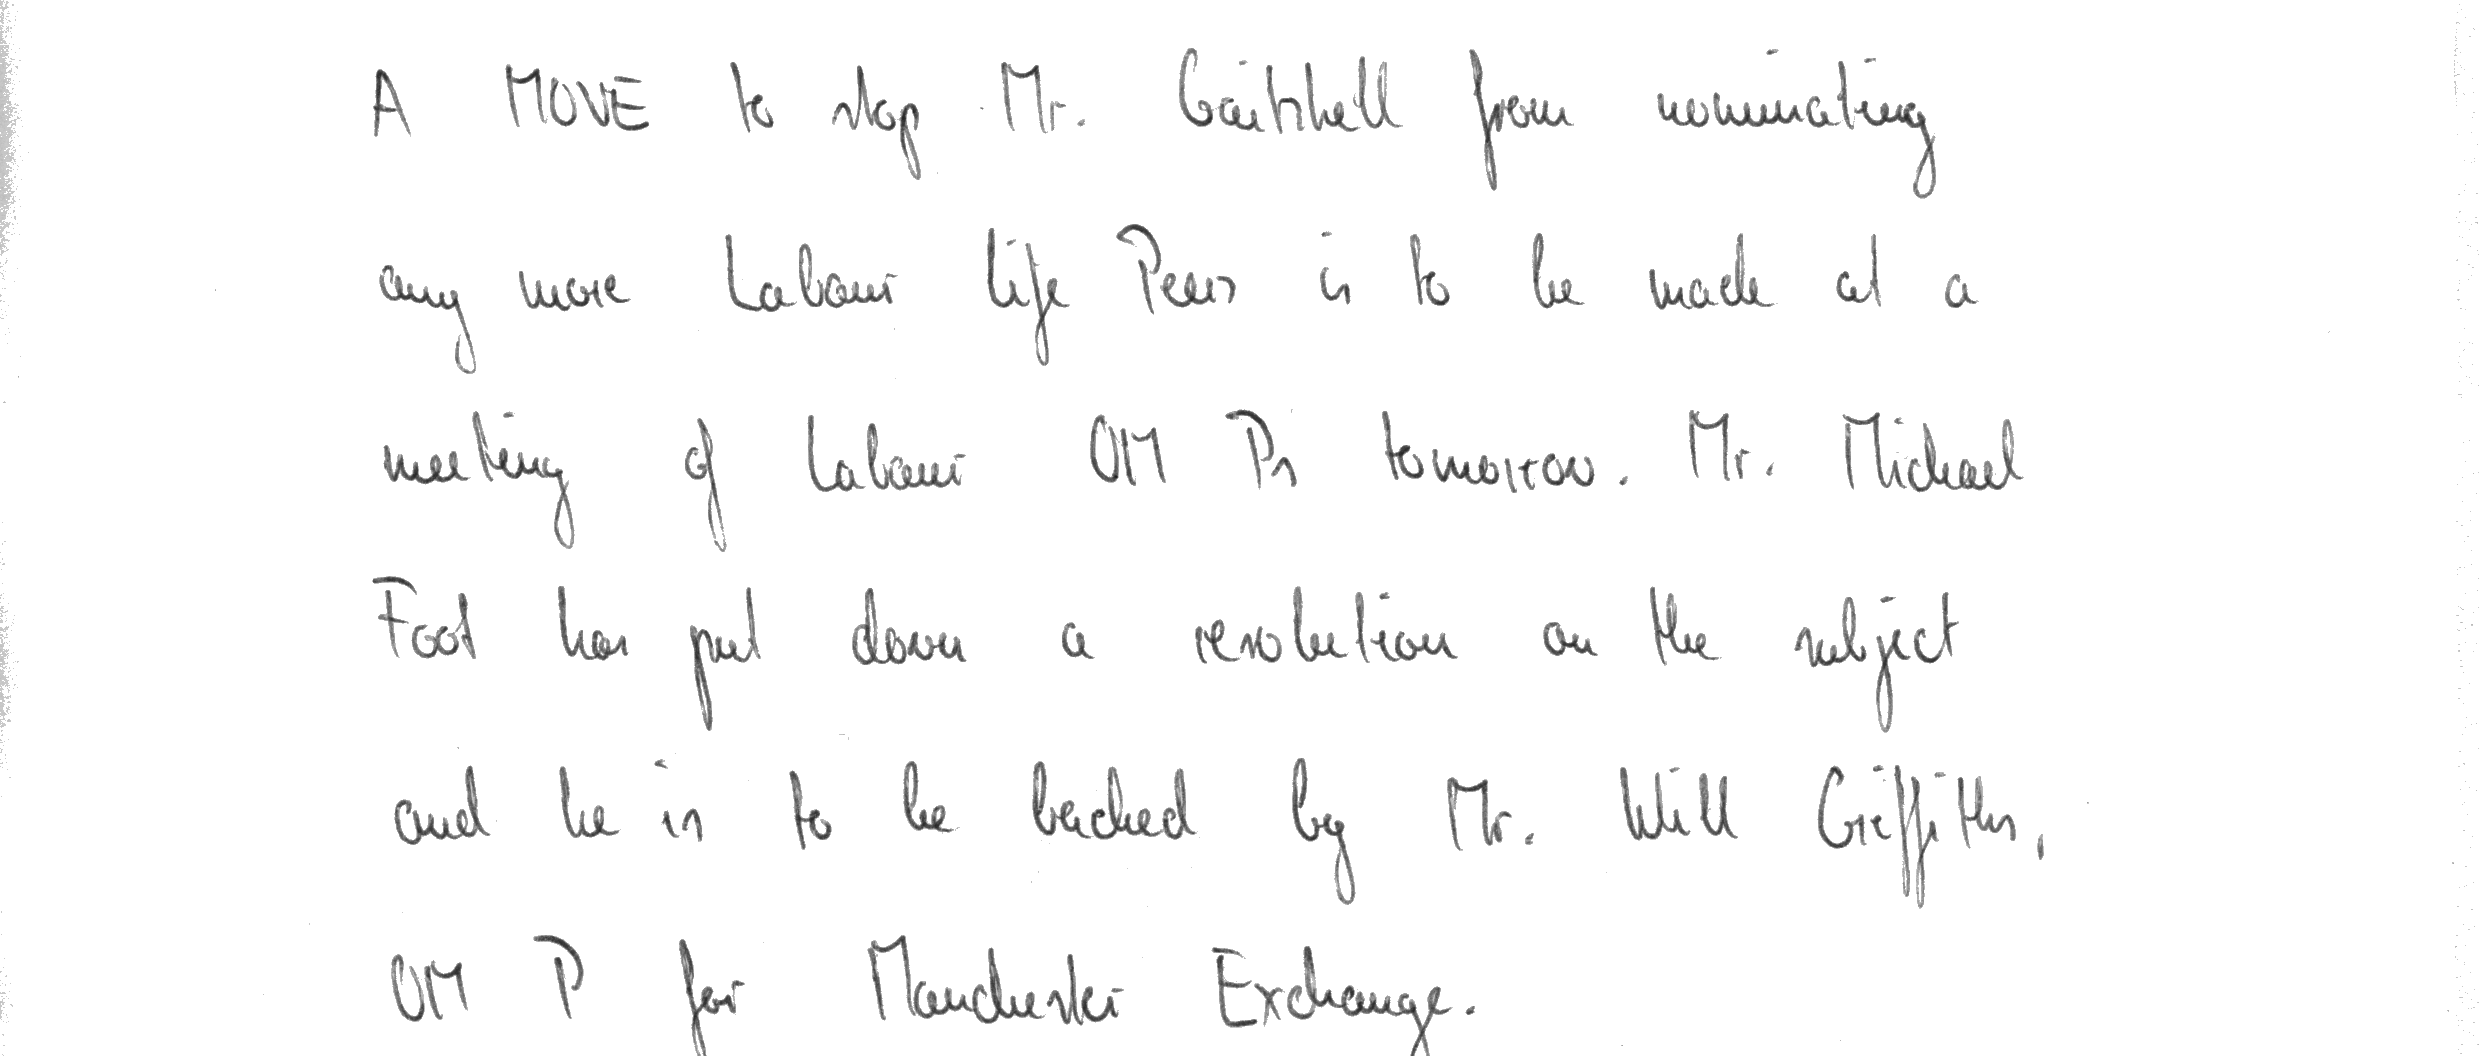 A MOVE to stop Mr. Gaitskell from nominating
any more Labour Life Peers is to be made at a
meeting of Labour OM Ps tomorrow. Mr. Michael
Foot has put down a resolution on the subject
and he is to be backed by Mr. Will Griffiths,
OM P for Manchester Exchange.